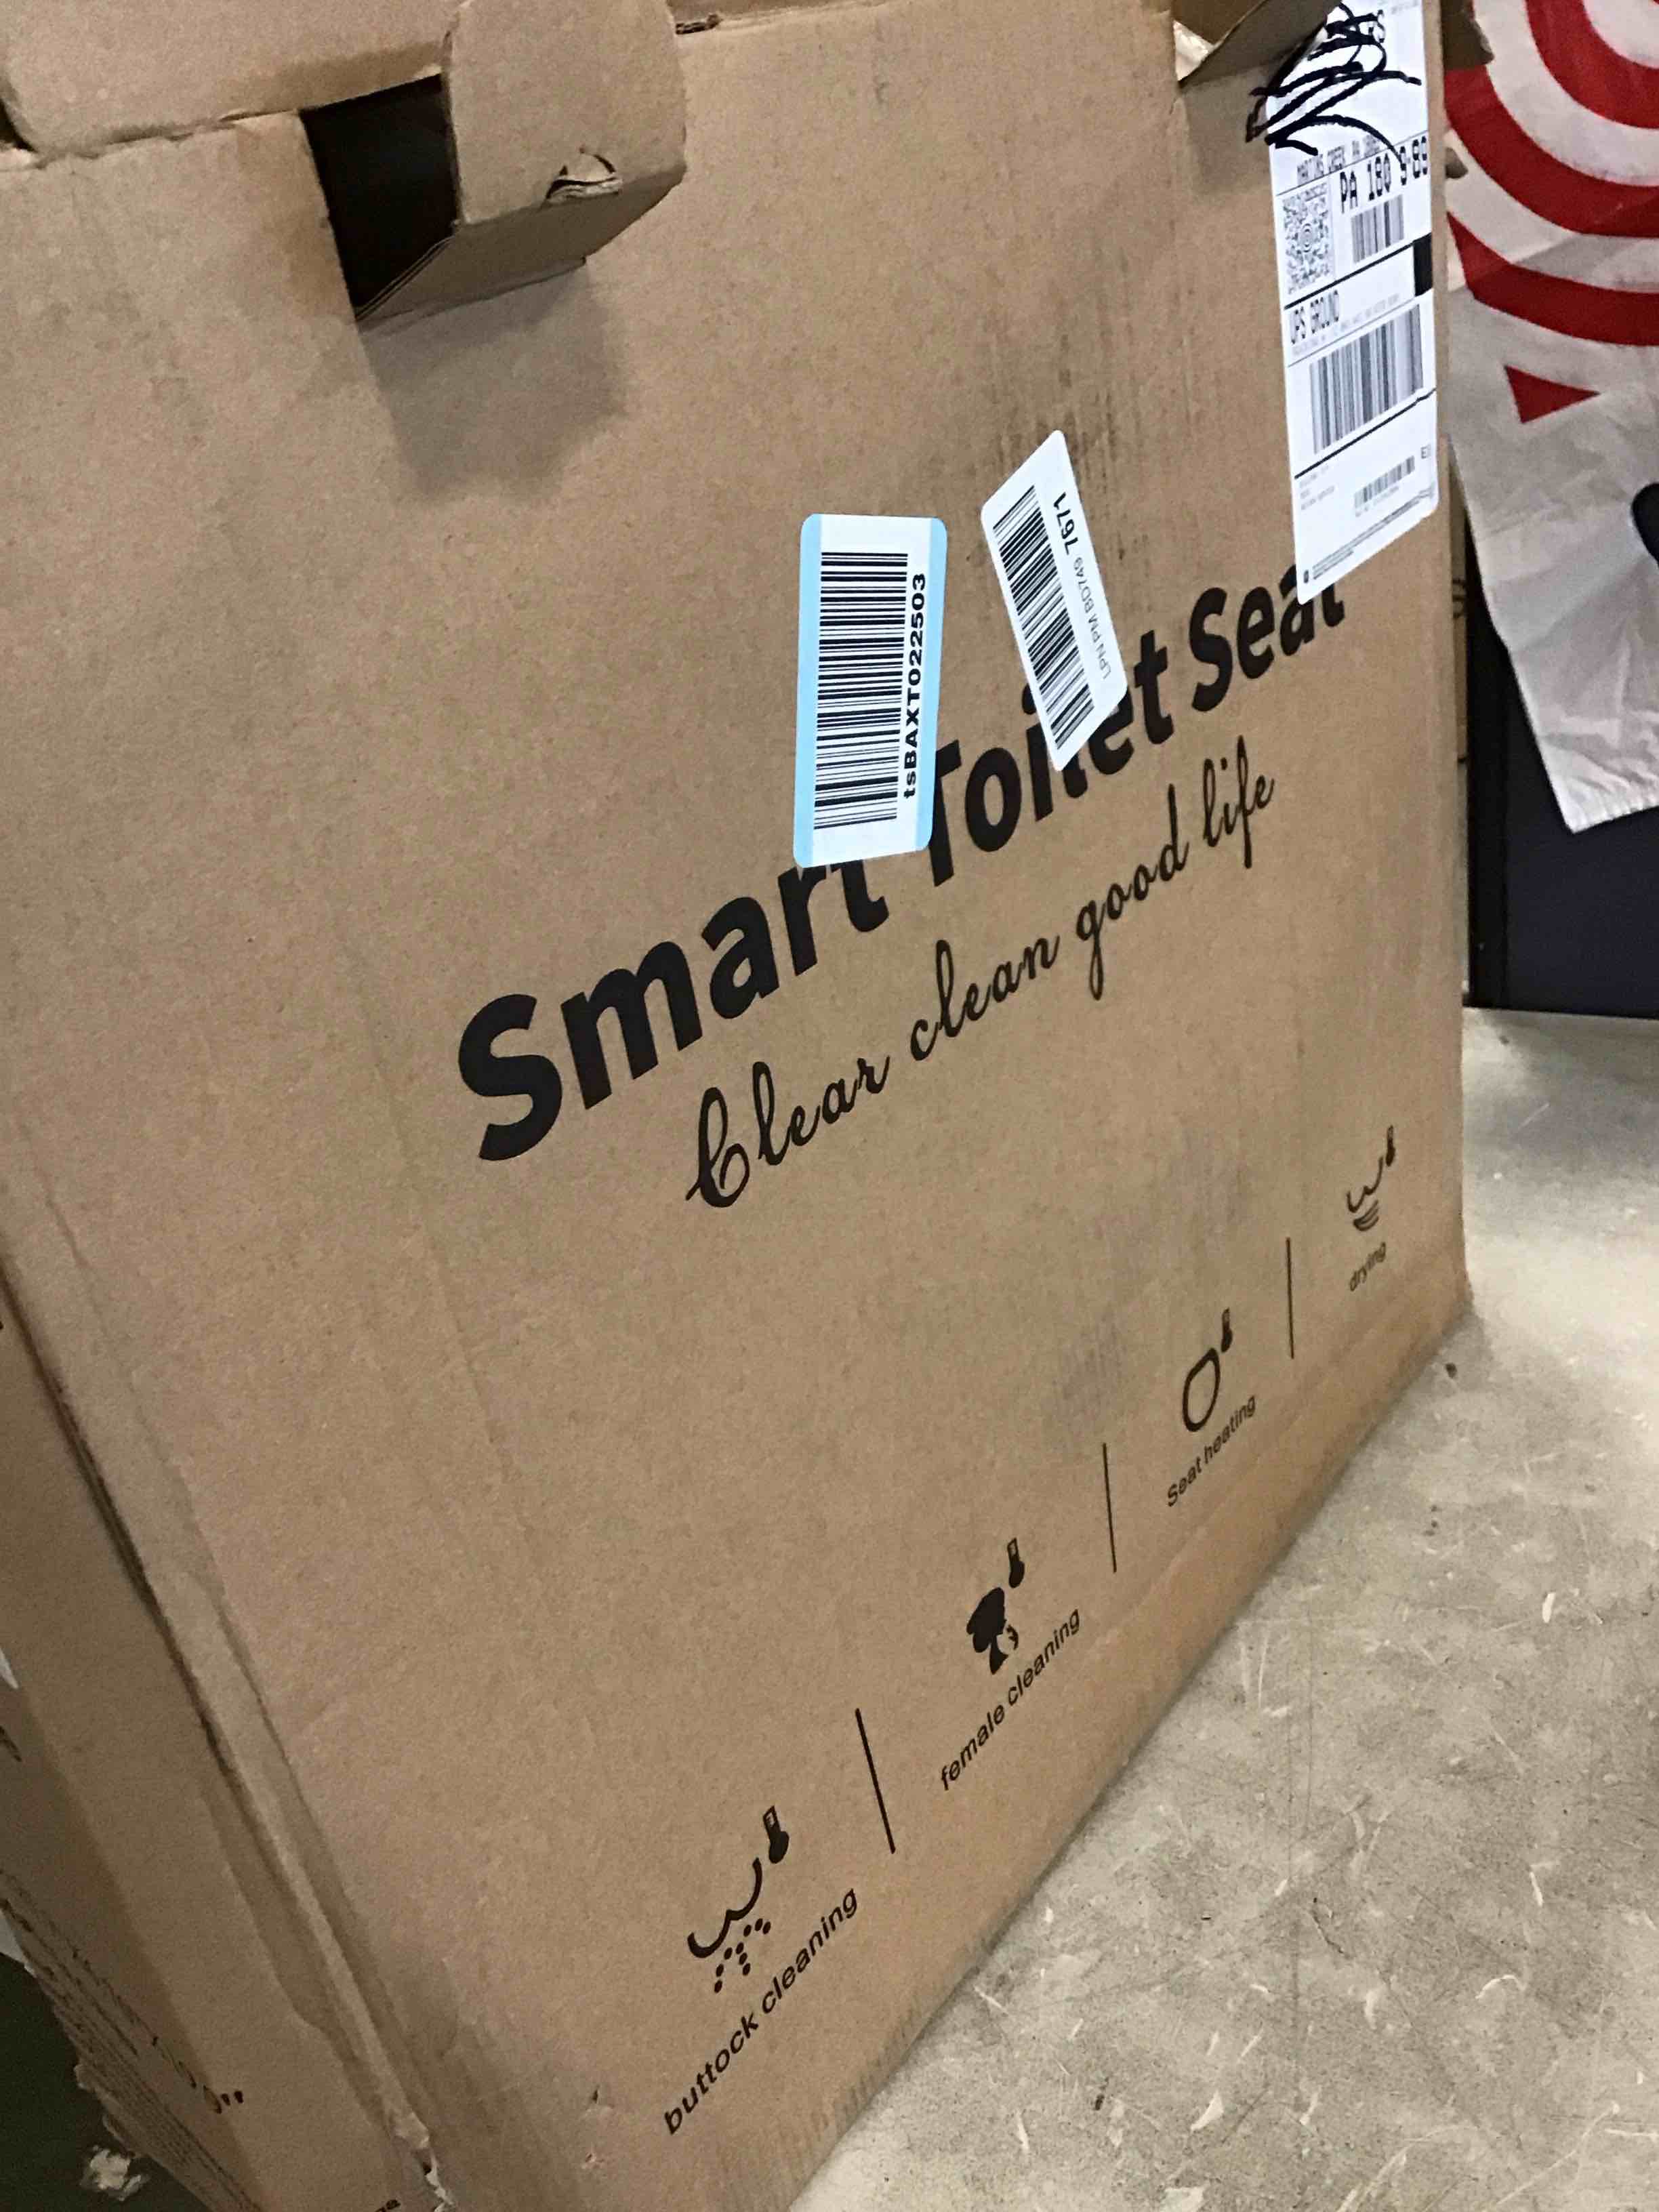 PA 180 9-89
UPS GROUND
7671
tsBAXT022503
Smart Toilet Seat
Clear clean good life
drying
Seat heating
female cleaning
buttock cleaning